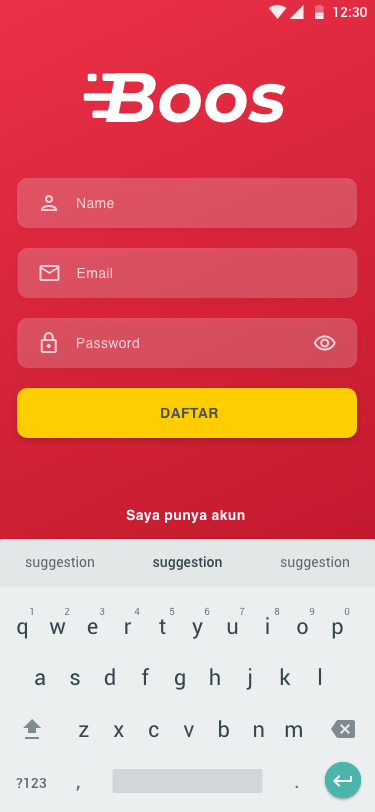 12:30
Boos
Name
Email
Password
DAFTAR
Saya punya akun
suggestion suggestion suggestion
1 2 3 4 5 6 7 8 9 0
q w e r t y u i o p
a s d f g h j k l
z x c v b n m
?123 , .